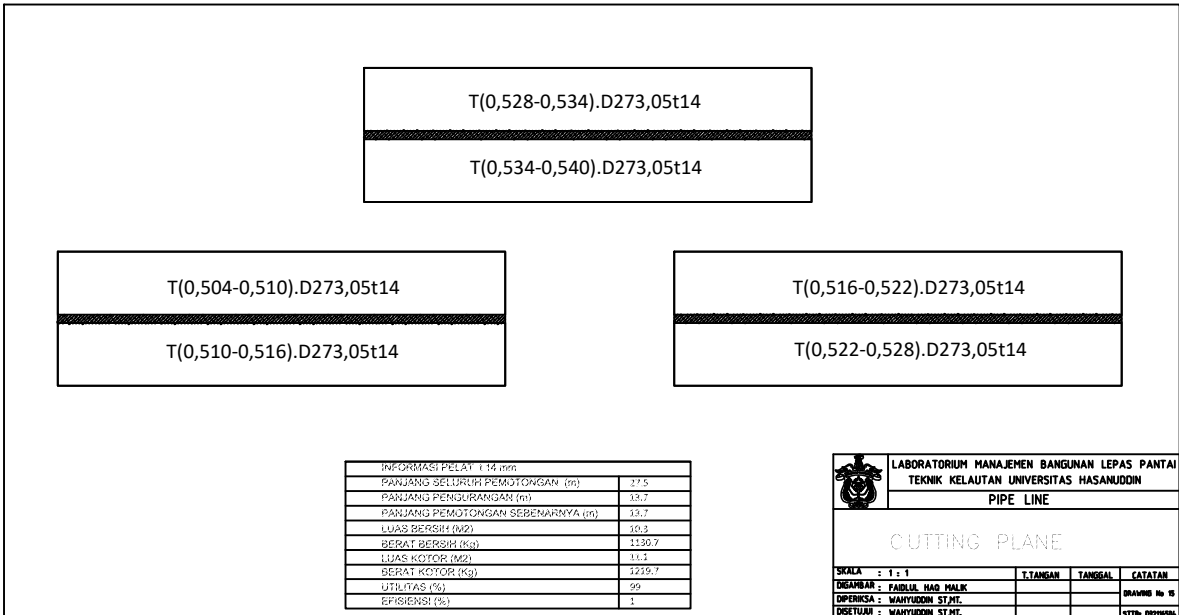 T(0,528-0,534).D273,05t14
T(0,534-0,540).D273,05t14
T(0,504-0,510).D273,05t14
T(0,516-0,522).D273,05t14
T(0,510-0,516).D273,05t14
T(0,522-0,528).D273,05t14
INFORMASI PELAT t 14 mm
PANJANG SELURUH PEMOTONGAN (m) 27.5
PANJANG PENGURANGAN (m) 13.7
PANJANG PEMOTONGAN SEBENARNYA (m) 13.7
LUAS BERSIH (M2) 10.3
BERAT BERSIH (Kg) 1130.7
LUAS KOTOR (M2) 11.1
BERAT KOTOR (Kg) 1219.7
UTILITAS (%) 99
EFISIENSI (%) 1
LABORATORIUM MANAJEMEN BANGUNAN LEPAS PANTAI
TEKNIK KELAUTAN UNIVERSITAS HASANUDDIN
PIPE LINE
CUTTING PLANE
SKALA : 1 : 1 T.TANGAN TANGGAL CATATAN
DIGAMBAR : FAIDLUL HAQ MALIK
DRAWING No 15
DIPERIKSA : WAHYUDDIN ST,MT.
DISETUJUI : WAHYUDDIN ST,MT.